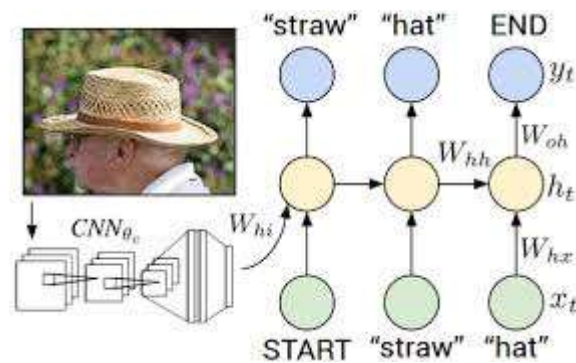 "straw" "hat" END
y_t
W_oh
W_hh
h_t
CNN_θc
W_hi
W_hx
x_t
START "straw" "hat"